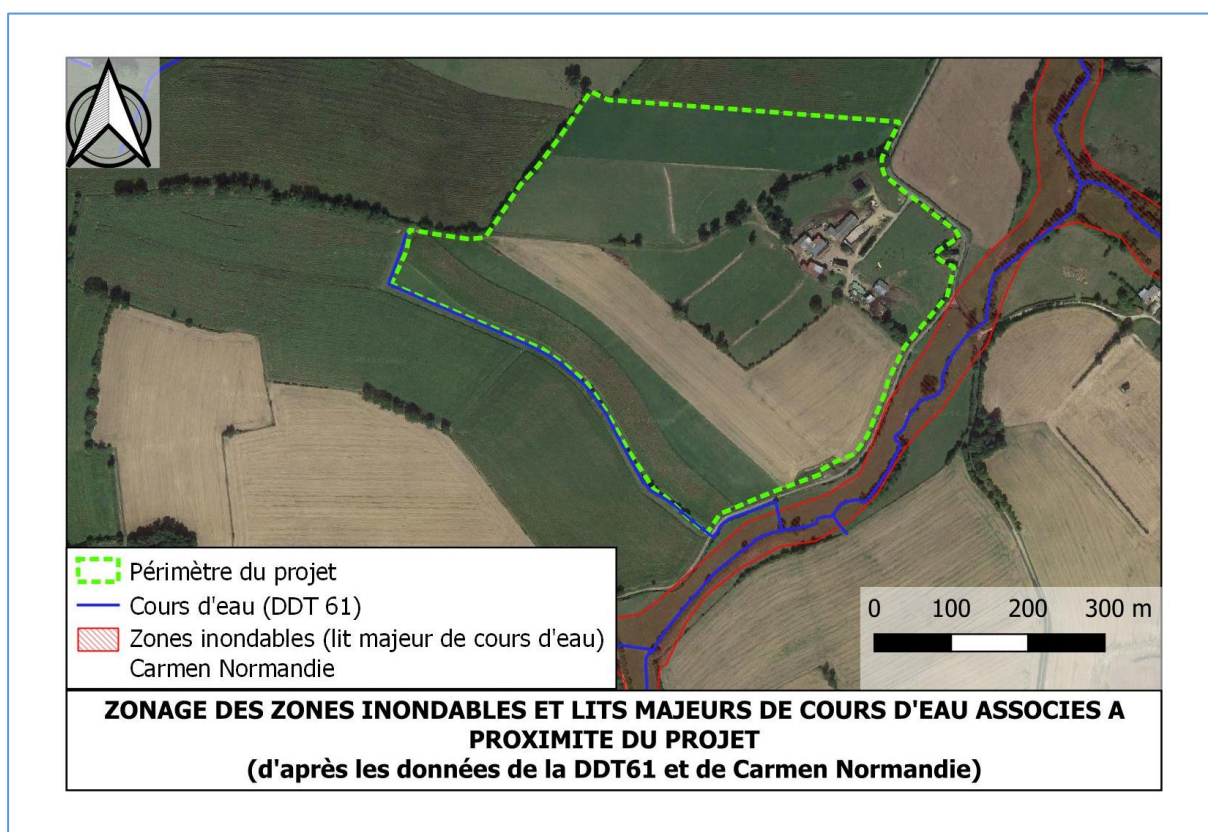 Périmètre du projet
Cours d'eau (DDT 61)
Zones inondables (lit majeur de cours d'eau)
Carmen Normandie
0 100 200 300 m
ZONAGE DES ZONES INONDABLES ET LITS MAJEURS DE COURS D'EAU ASSOCIES A
PROXIMITE DU PROJET
(d'après les données de la DDT61 et de Carmen Normandie)